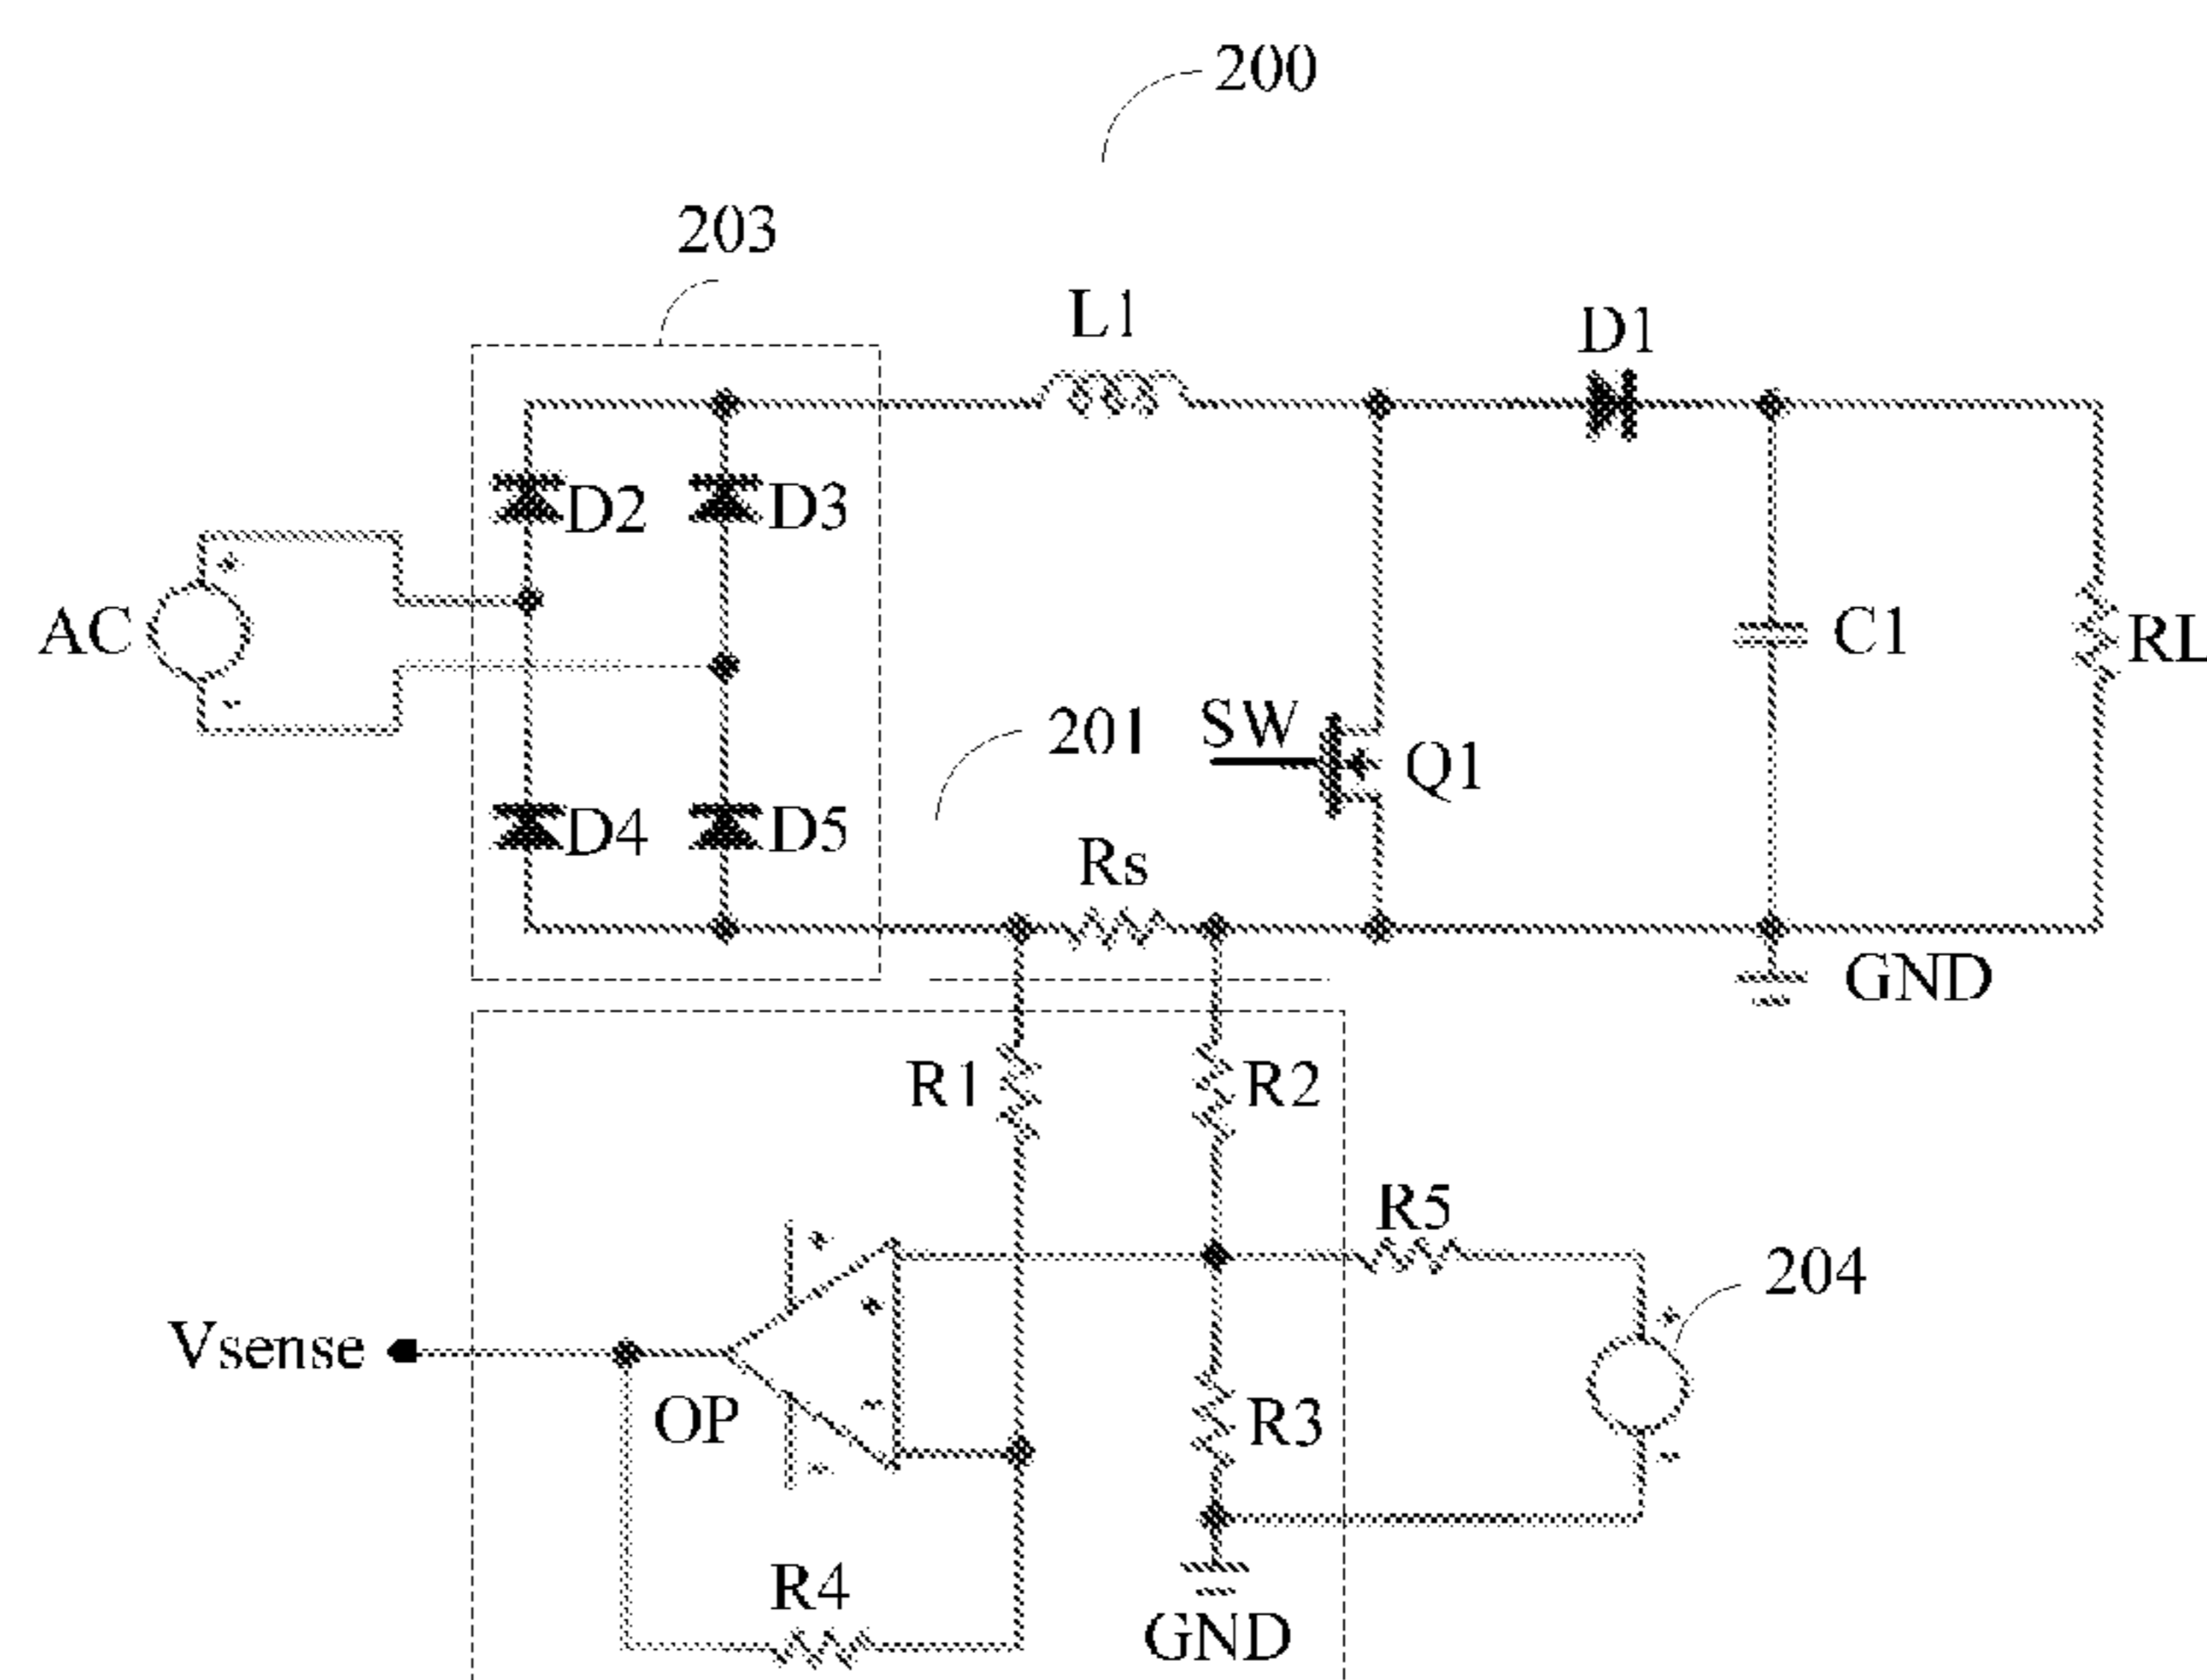 200
203
L1
D1
D2
D3
AC
+
-
C1
RL
201
SW
Q1
D4
D5
Rs
GND
R1
R2
R5
204
+
+
+
Vsense
OP
-
-
-
R3
R4
GND